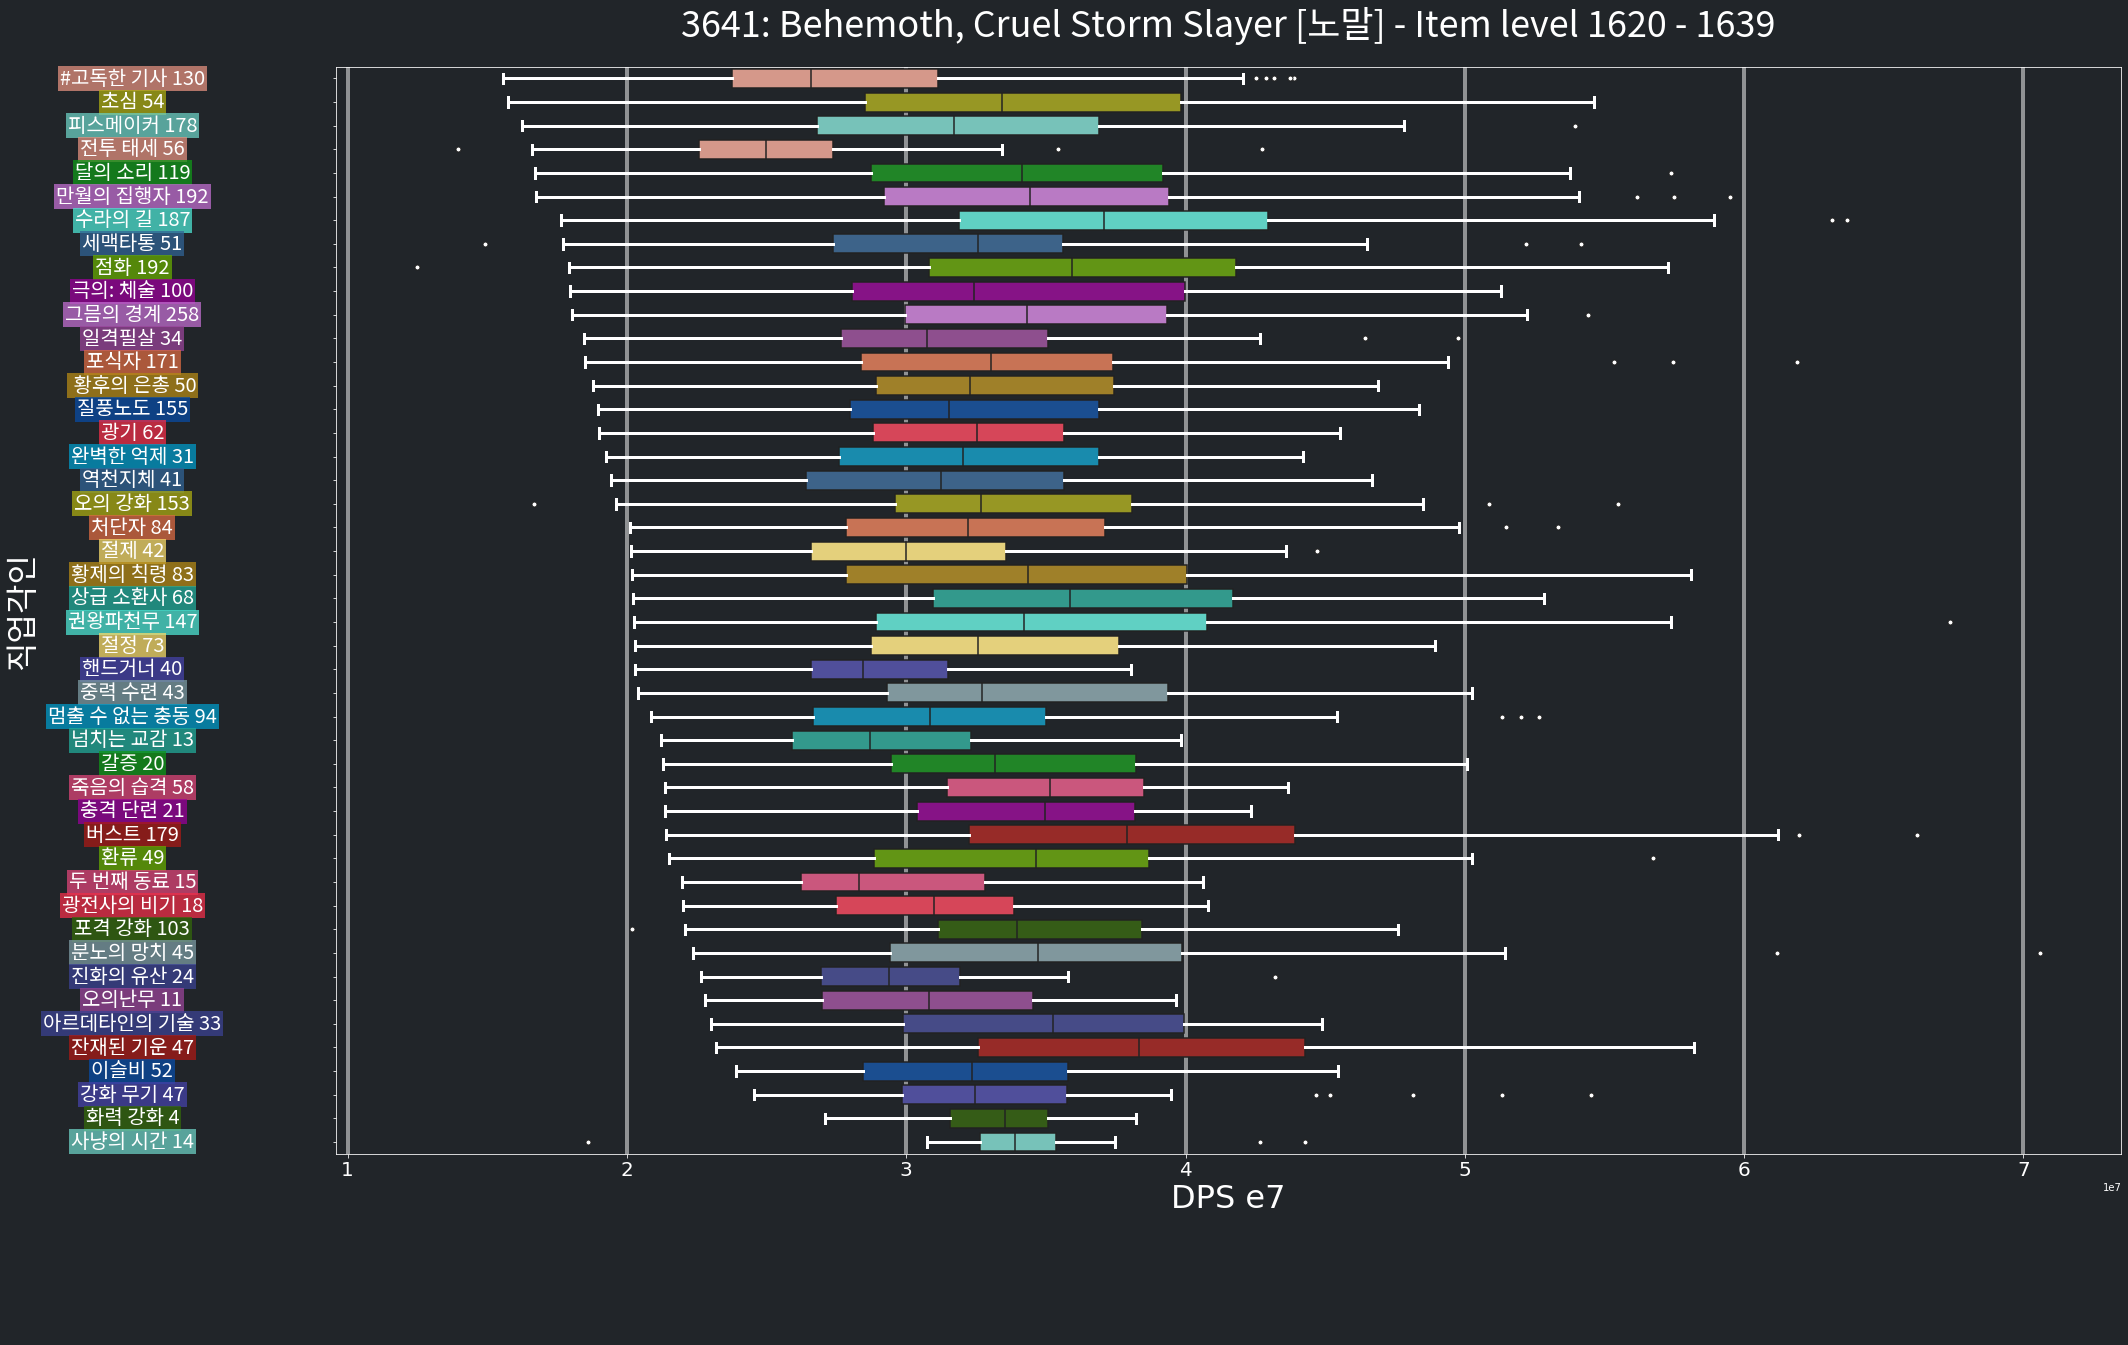 3641: Behemoth, Cruel Storm Slayer [노말] - Item level 1620 - 1639
직업각인
#고독한 기사 130
초심 54
피스메이커 178
전투 태세 56
달의 소리 119
만월의 집행자 192
수라의 길 187
세맥타통 51
점화 192
극의: 체술 100
그믐의 경계 258
일격필살 34
포식자 171
황후의 은총 50
질풍노도 155
광기 62
완벽한 억제 31
역천지체 41
오의 강화 153
처단자 84
절제 42
황제의 칙령 83
상급 소환사 68
권왕파천무 147
절정 73
핸드거너 40
중력 수련 43
멈출 수 없는 충동 94
넘치는 교감 13
갈증 20
죽음의 습격 58
충격 단련 21
버스트 179
환류 49
두 번째 동료 15
광전사의 비기 18
포격 강화 103
분노의 망치 45
진화의 유산 24
오의난무 11
아르데타인의 기술 33
잔재된 기운 47
이슬비 52
강화 무기 47
화력 강화 4
사냥의 시간 14
1 2 3 4 5 6 7
1e7
DPS e7